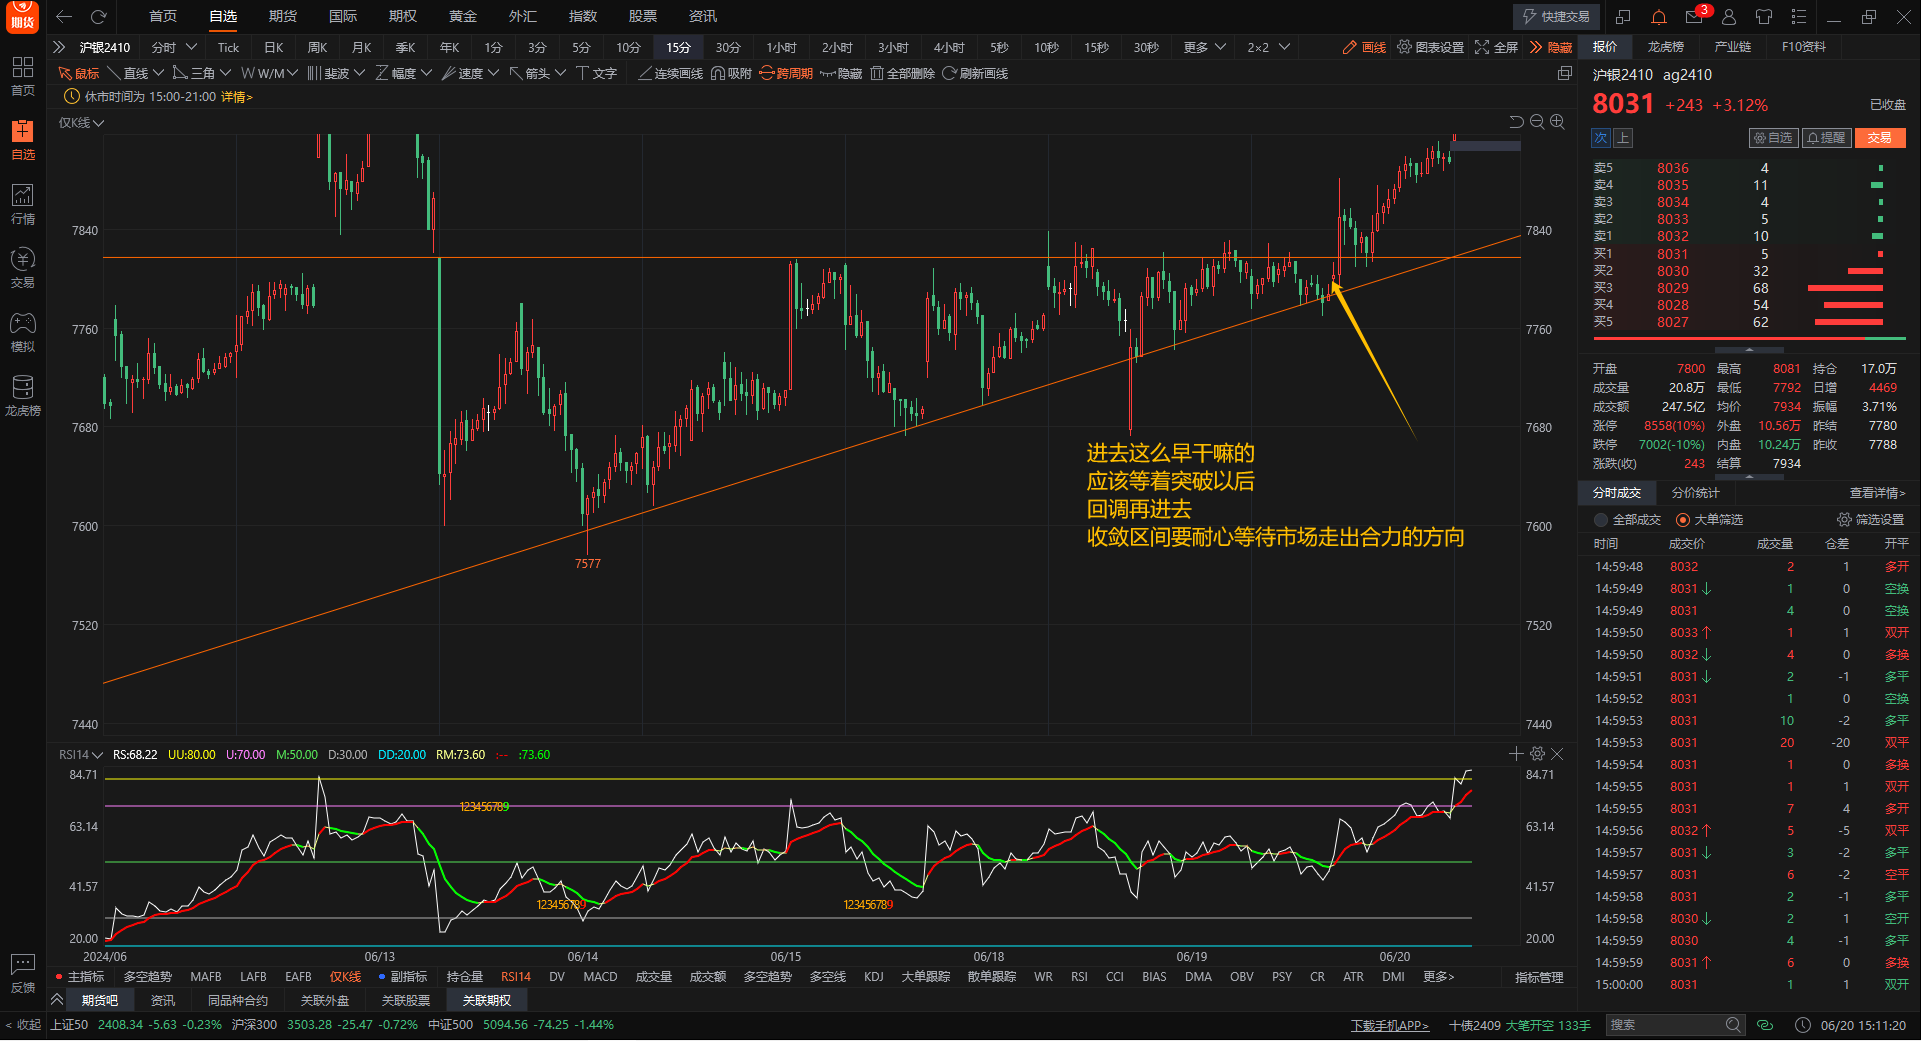 期货
首页 自选 期货 国际 期权 黄金 外汇 指数 股票 资讯
快捷交易 3
沪银2410 分时 Tick 日K 周K 月K 季K 年K 1分 3分 5分 10分 15分 30分 1小时 2小时 3小时 4小时 5秒 10秒 15秒 30秒 更多 2×2 画线 图表设置 全屏 隐藏
鼠标 直线 三角 W/M 斐波 幅度 速度 箭头 文字 连续画线 吸附 跨周期 隐藏 全部删除 刷新画线
休市时间为 15:00-21:00 详情>
仅K线
首页
自选
行情
交易
模拟
龙虎榜
反馈
< 收起
7840 7840
7760 7760
7680 7680
7600 7600
7520 7520
7440 7440
7577
进去这么早干嘛的
应该等着突破以后
回调再进去
收敛区间要耐心等待市场走出合力的方向
RSI14 RS:68.22 UU:80.00 U:70.00 M:50.00 D:30.00 DD:20.00 RM:73.60 :-- :73.60
84.71 84.71
63.14 63.14
41.57 41.57
20.00 20.00
123456789
123456789
123456789
2024/06 06/13 06/14 06/15 06/18 06/19 06/20
主指标 多空趋势 MAFB LAFB EAFB 仅K线 副指标 持仓量 RSI14 DV MACD 成交量 成交额 多空趋势 多空线 KDJ 大单跟踪 散单跟踪 WR RSI CCI BIAS DMA OBV PSY CR ATR DMI 更多> 指标管理
期货吧 资讯 同品种合约 关联外盘 关联股票 关联期权
上证50 2408.34 -5.63 -0.23% 沪深300 3503.28 -25.47 -0.72% 中证500 5094.56 -74.25 -1.44%
下载手机APP> 十债2409 大笔开空 133手 搜索 06/20 15:11:20
报价 龙虎榜 产业链 F10资料
沪银2410 ag2410
8031 +243 +3.12% 已收盘
次 上 自选 提醒 交易
卖5 8036 4
卖4 8035 11
卖3 8034 4
卖2 8033 5
卖1 8032 10
买1 8031 5
买2 8030 32
买3 8029 68
买4 8028 54
买5 8027 62
开盘 7800 最高 8081 持仓 17.0万
成交量 20.8万 最低 7792 日增 4469
成交额 247.5亿 均价 7934 振幅 3.71%
涨停 8558(10%) 外盘 10.56万 昨结 7780
跌停 7002(-10%) 内盘 10.24万 昨收 7788
涨跌(收) 243 结算 7934
分时成交 分价统计 查看详情>
全部成交 大单筛选 筛选设置
时间 成交价 成交量 仓差 开平
14:59:48 8032 2 1 多开
14:59:49 8031↓ 1 0 空换
14:59:49 8031 4 0 空换
14:59:50 8033↑ 1 1 双开
14:59:50 8032↓ 4 0 多换
14:59:51 8031↓ 2 -1 多平
14:59:52 8031 1 0 空换
14:59:53 8031 10 -2 多平
14:59:53 8031 20 -20 双平
14:59:54 8031 1 0 多换
14:59:55 8031 1 1 双开
14:59:55 8031 7 4 多开
14:59:56 8032↑ 5 -5 双平
14:59:57 8031↓ 3 -2 多平
14:59:57 8031 6 -2 空平
14:59:58 8031 2 -1 多平
14:59:58 8030↓ 2 1 空开
14:59:59 8030 4 -1 多平
14:59:59 8031↑ 6 0 多换
15:00:00 8031 1 1 双开